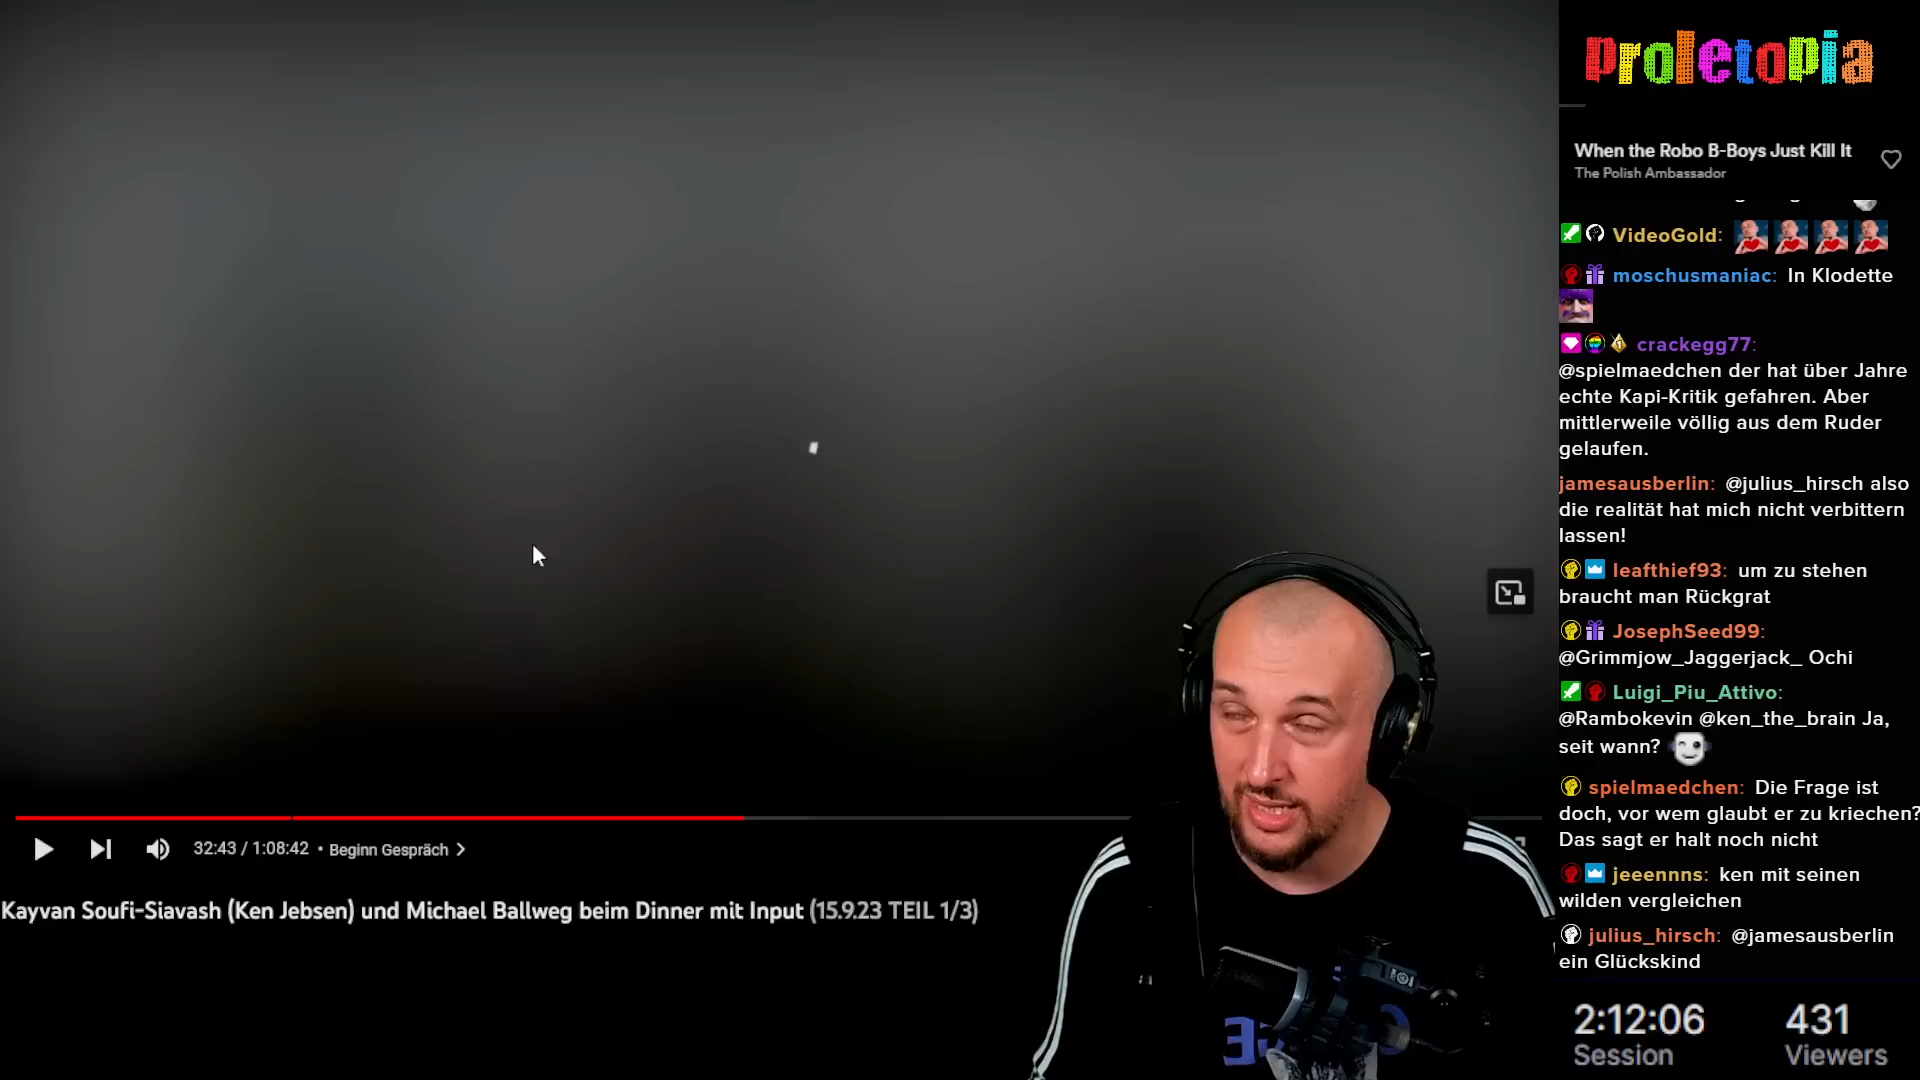 Proletopia
When the Robo B-Boys Just Kill It
The Polish Ambassador
VideoGold:
moschusmaniac: In Klodette
crackegg77:
@spielmaedchen der hat über Jahre
echte Kapi-Kritik gefahren. Aber
mittlerweile völlig aus dem Ruder
gelaufen.
jamesausberlin: @julius_hirsch also
die realität hat mich nicht verbittern
lassen!
leafthief93: um zu stehen
braucht man Rückgrat
JosephSeed99:
@Grimmjow_Jaggerjack_ Ochi
Luigi_Piu_Attivo:
@Rambokevin @ken_the_brain Ja,
seit wann?
spielmaedchen: Die Frage ist
doch, vor wem glaubt er zu kriechen?
Das sagt er halt noch nicht
jeeennns: ken mit seinen
wilden vergleichen
julius_hirsch: @jamesausberlin
ein Glückskind
2:12:06
Session
431
Viewers
32:43 / 1:08:42 • Beginn Gespräch
Kayvan Soufi-Siavash (Ken Jebsen) und Michael Ballweg beim Dinner mit Input (15.9.23 TEIL 1/3)